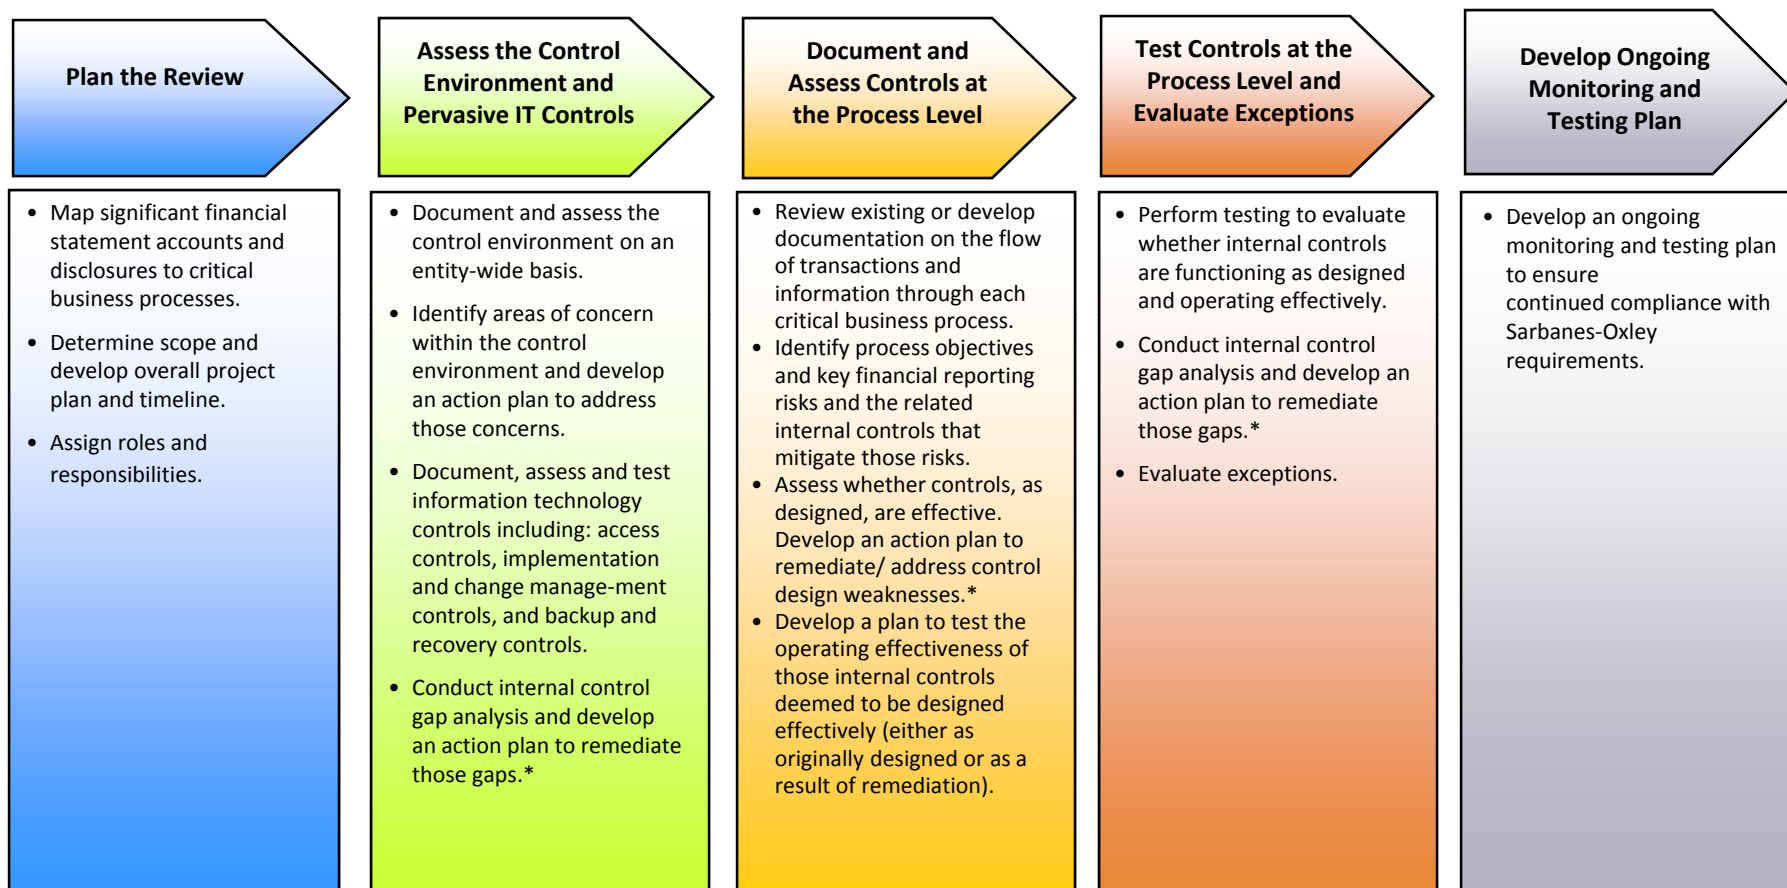 Plan the Review
Assess the Control
Environment and
Pervasive IT Controls
Document and
Assess Controls at
the Process Level
Test Controls at the
Process Level and
Evaluate Exceptions
Develop Ongoing
Monitoring and
Testing Plan
• Map significant financial
statement accounts and
disclosures to critical
business processes.
• Determine scope and
develop overall project
plan and timeline.
• Assign roles and
responsibilities.
• Document and assess the
control environment on an
entity-wide basis.
• Identify areas of concern
within the control
environment and develop
an action plan to address
those concerns.
• Document, assess and test
information technology
controls including: access
controls, implementation
and change manage-ment
controls, and backup and
recovery controls.
• Conduct internal control
gap analysis and develop
an action plan to remediate
those gaps.*
• Review existing or develop
documentation on the flow
of transactions and
information through each
critical business process.
• Identify process objectives
and key financial reporting
risks and the related
internal controls that
mitigate those risks.
• Assess whether controls, as
designed, are effective.
Develop an action plan to
remediate/ address control
design weaknesses.*
• Develop a plan to test the
operating effectiveness of
those internal controls
deemed to be designed
effectively (either as
originally designed or as a
result of remediation).
• Perform testing to evaluate
whether internal controls
are functioning as designed
and operating effectively.
• Conduct internal control
gap analysis and develop an
action plan to remediate
those gaps.*
• Evaluate exceptions.
• Develop an ongoing
monitoring and testing plan
to ensure
continued compliance with
Sarbanes-Oxley
requirements.